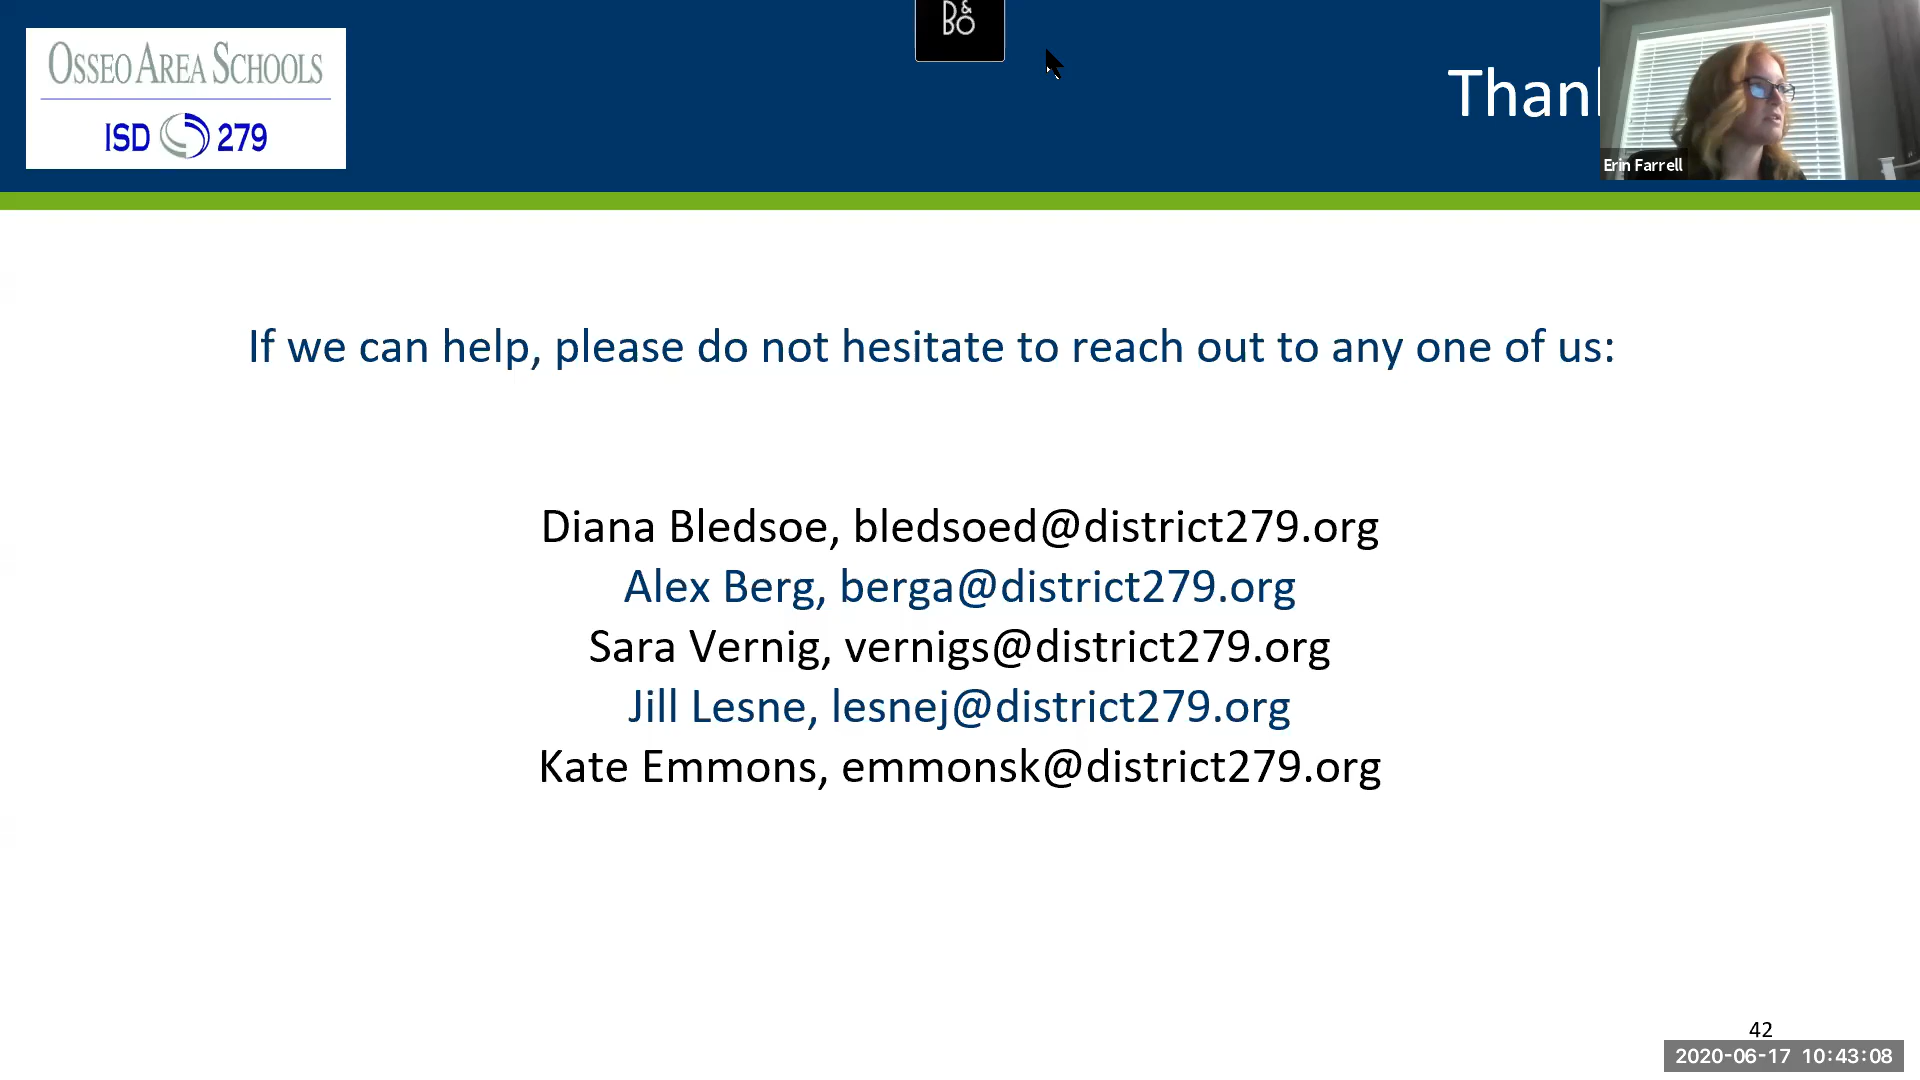 B&O
OSSEO AREA SCHOOLS
ISD 279
Erin Farrell
If we can help, please do not hesitate to reach out to any one of us:
Diana Bledsoe, bledsoed@district279.org
Alex Berg, berga@district279.org
Sara Vernig, vernigs@district279.org
Jill Lesne, lesnej@district279.org
Kate Emmons, emmonsk@district279.org
42
2020-06-17 10:43:08